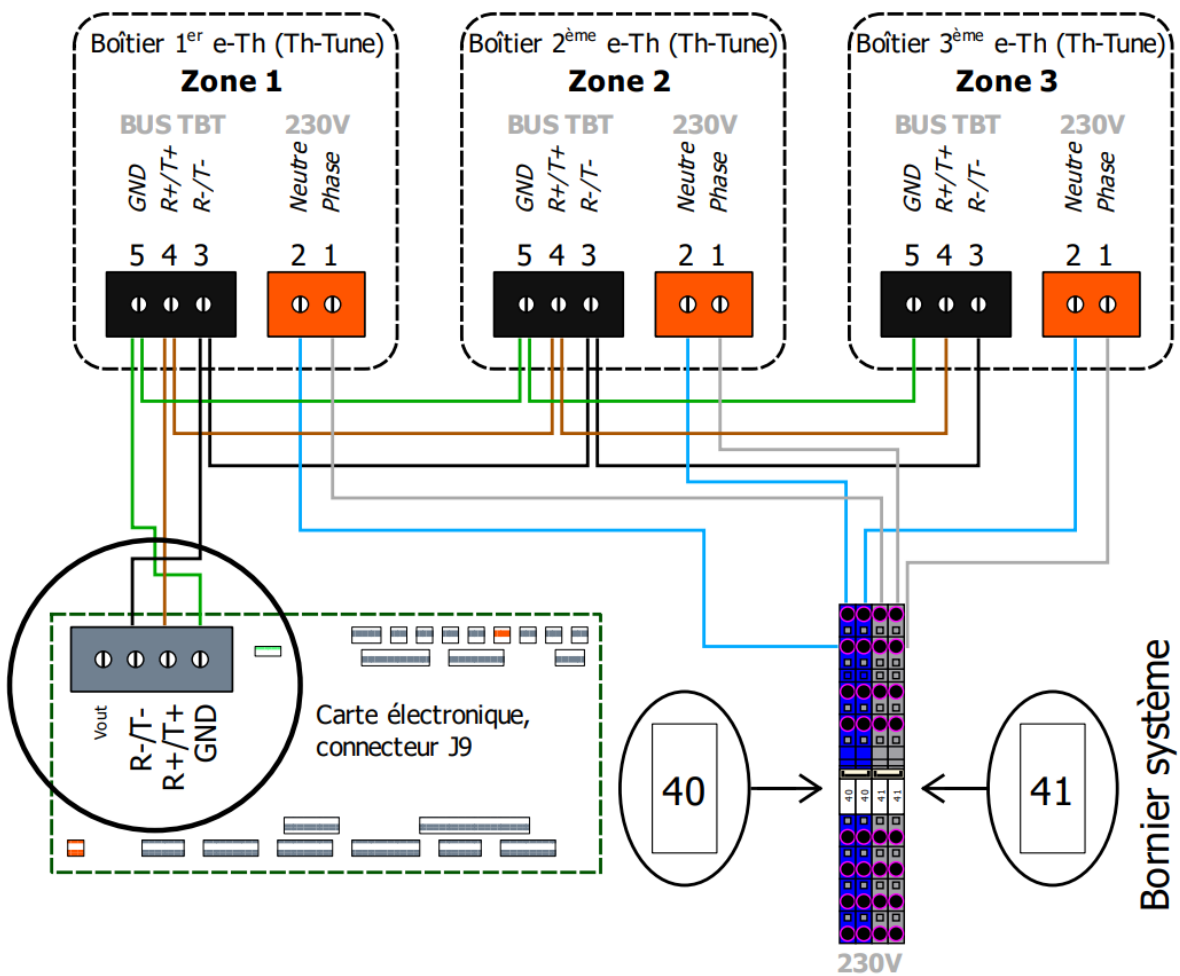 Boîtier 1er e-Th (Th-Tune)
Zone 1
BUS TBT 230V
GND R+/T+ R-/T- Neutre Phase
5 4 3 2 1
Boîtier 2ème e-Th (Th-Tune)
Zone 2
BUS TBT 230V
GND R+/T+ R-/T- Neutre Phase
5 4 3 2 1
Boîtier 3ème e-Th (Th-Tune)
Zone 3
BUS TBT 230V
GND R+/T+ R-/T- Neutre Phase
5 4 3 2 1
Vout R-/T- R+/T+ GND
Carte électronique,
connecteur J9
40
40 40 41 41
41
Bornier système
230V